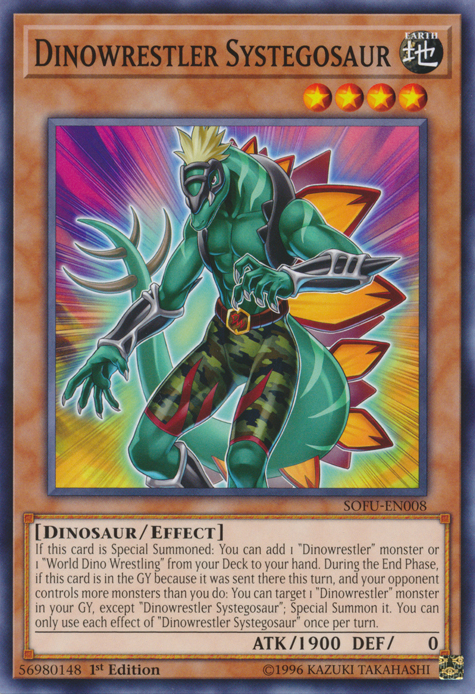 DINOWRESTLER SYSTEGOSAUR
EARTH
地
SOFU-EN008
[DINOSAUR/EFFECT]
If this card is Special Summoned: You can add 1 "Dinowrestler" monster or
1 "World Dino Wrestling" from your Deck to your hand. During the End Phase,
if this card is in the GY because it was sent there this turn, and your opponent
controls more monsters than you do: You can target 1 "Dinowrestler" monster
in your GY, except "Dinowrestler Systegosaur"; Special Summon it. You can
only use each effect of "Dinowrestler Systegosaur" once per turn.
ATK/1900 DEF/ 0
56980148 1st Edition ©1996 KAZUKI TAKAHASHI